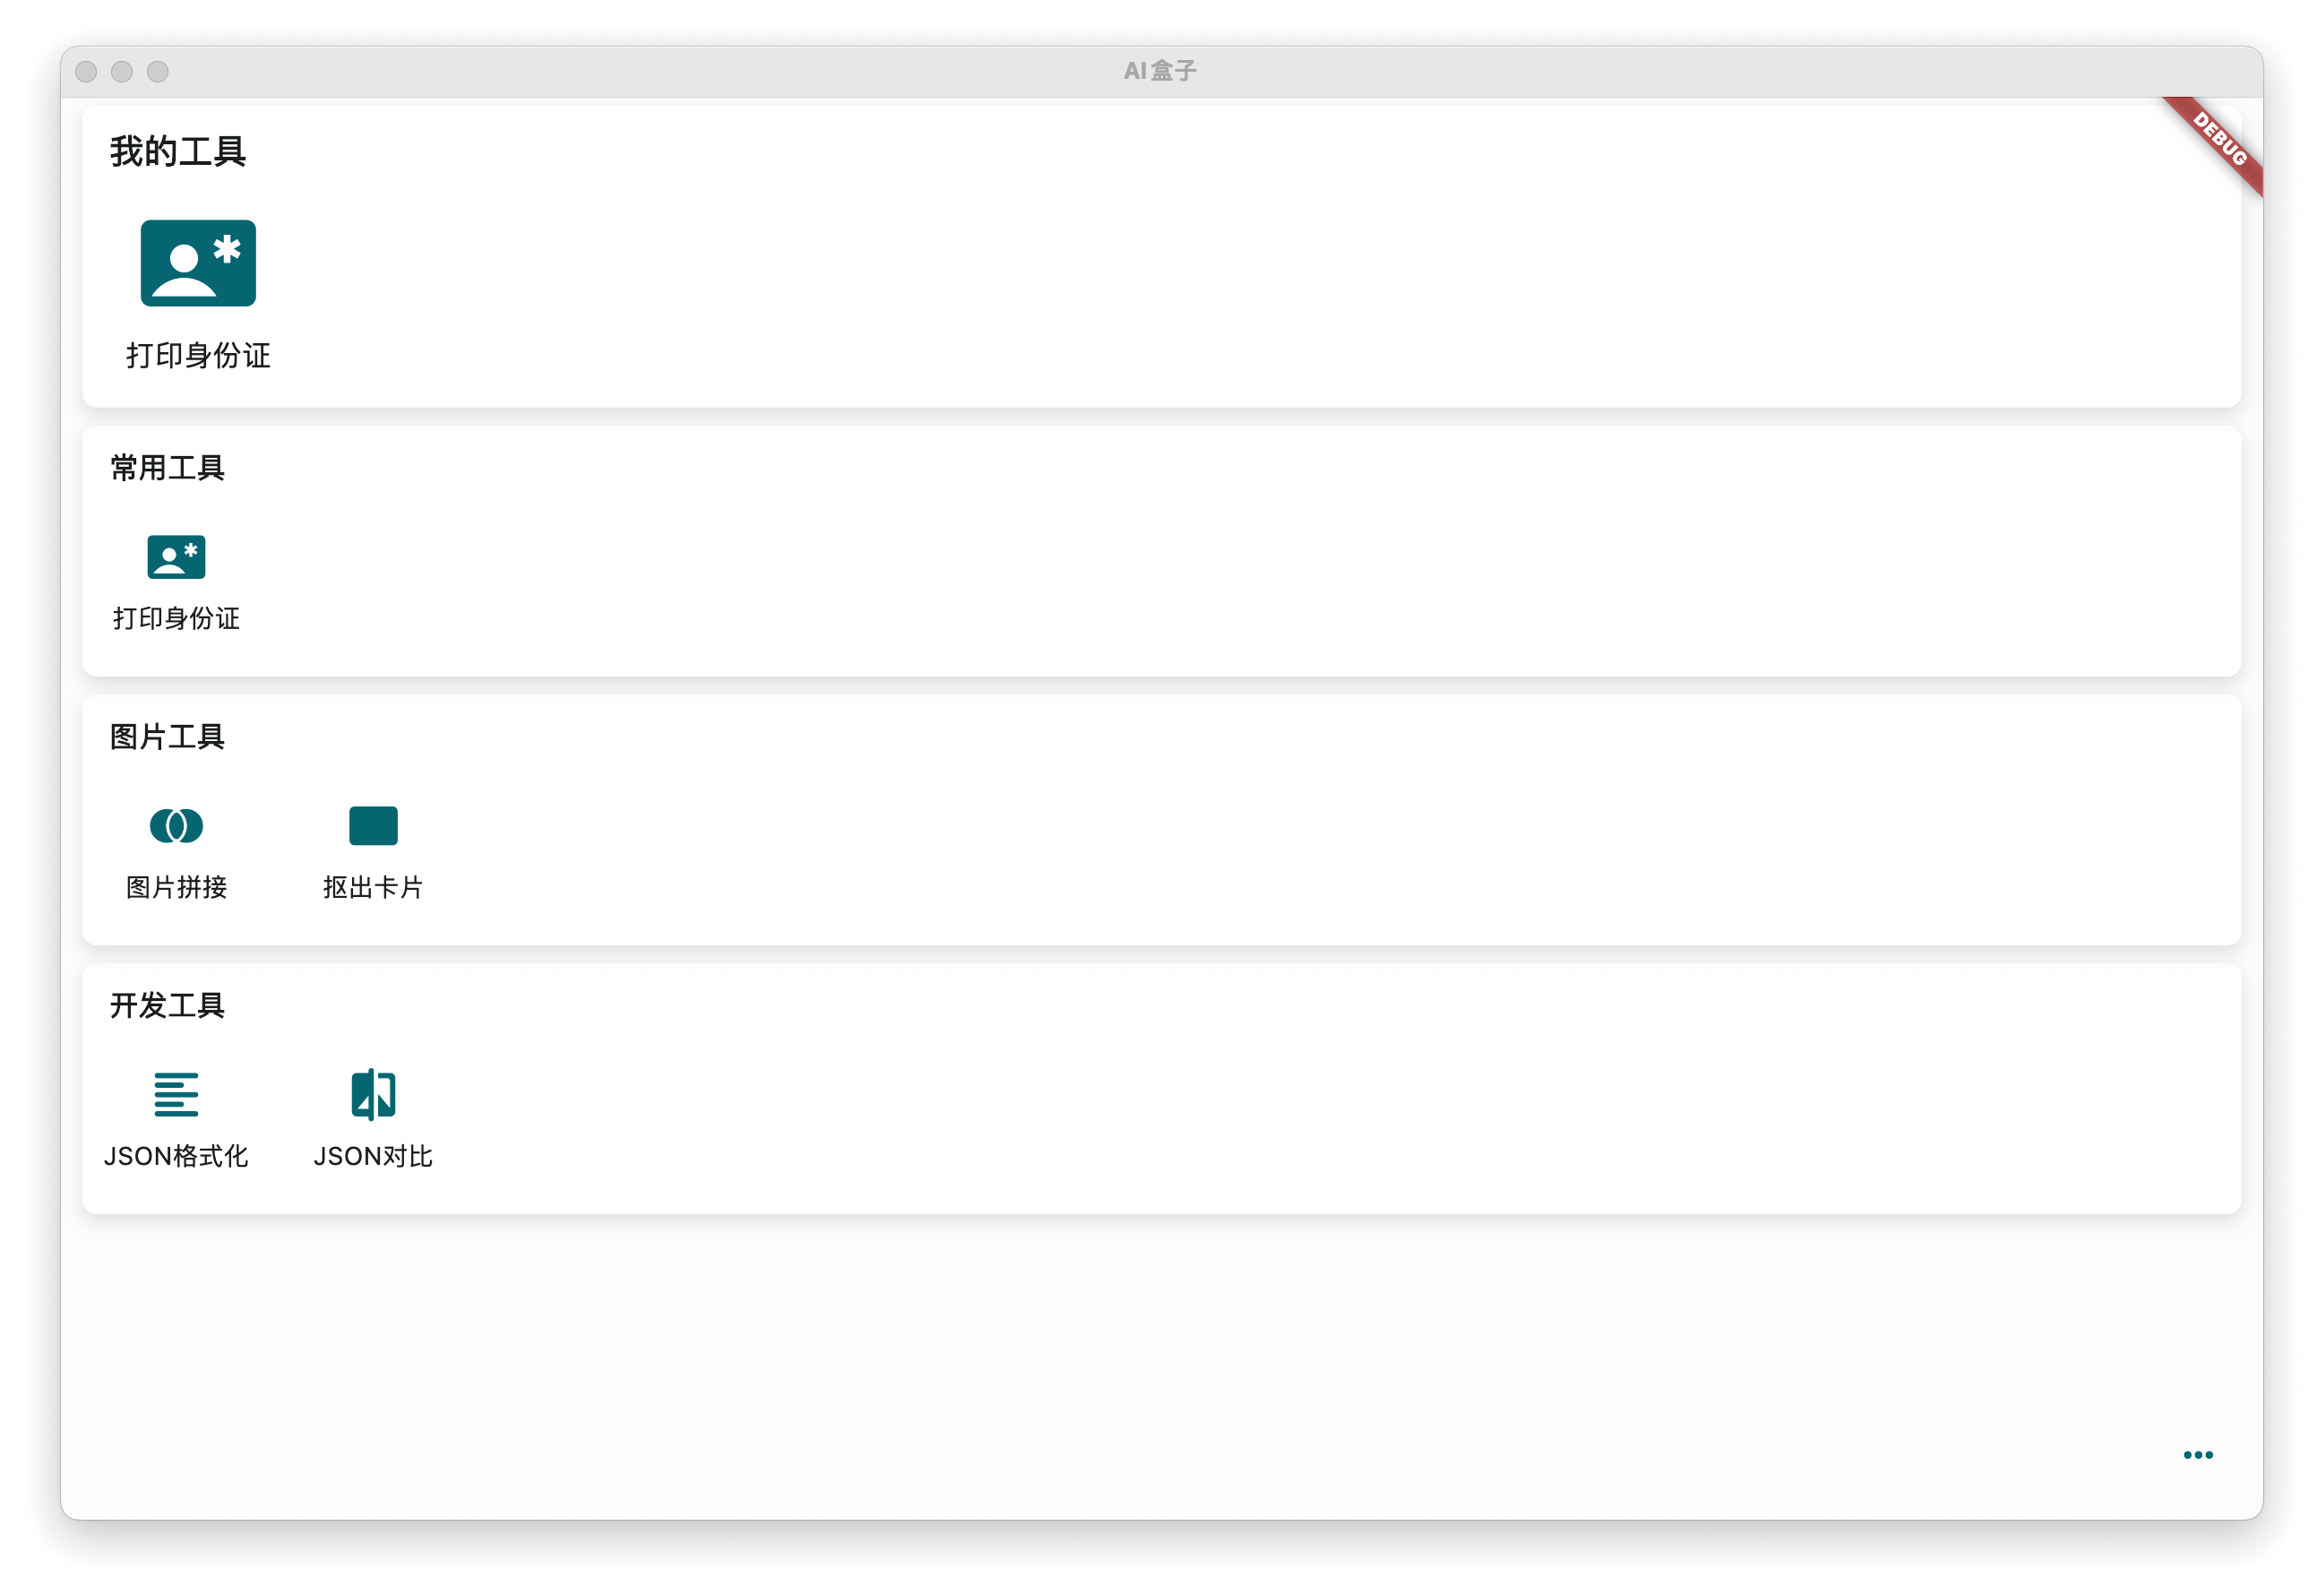 AI盒子
DEBUG
我的工具
打印身份证
常用工具
打印身份证
图片工具
图片拼接
抠出卡片
开发工具
JSON格式化
JSON对比